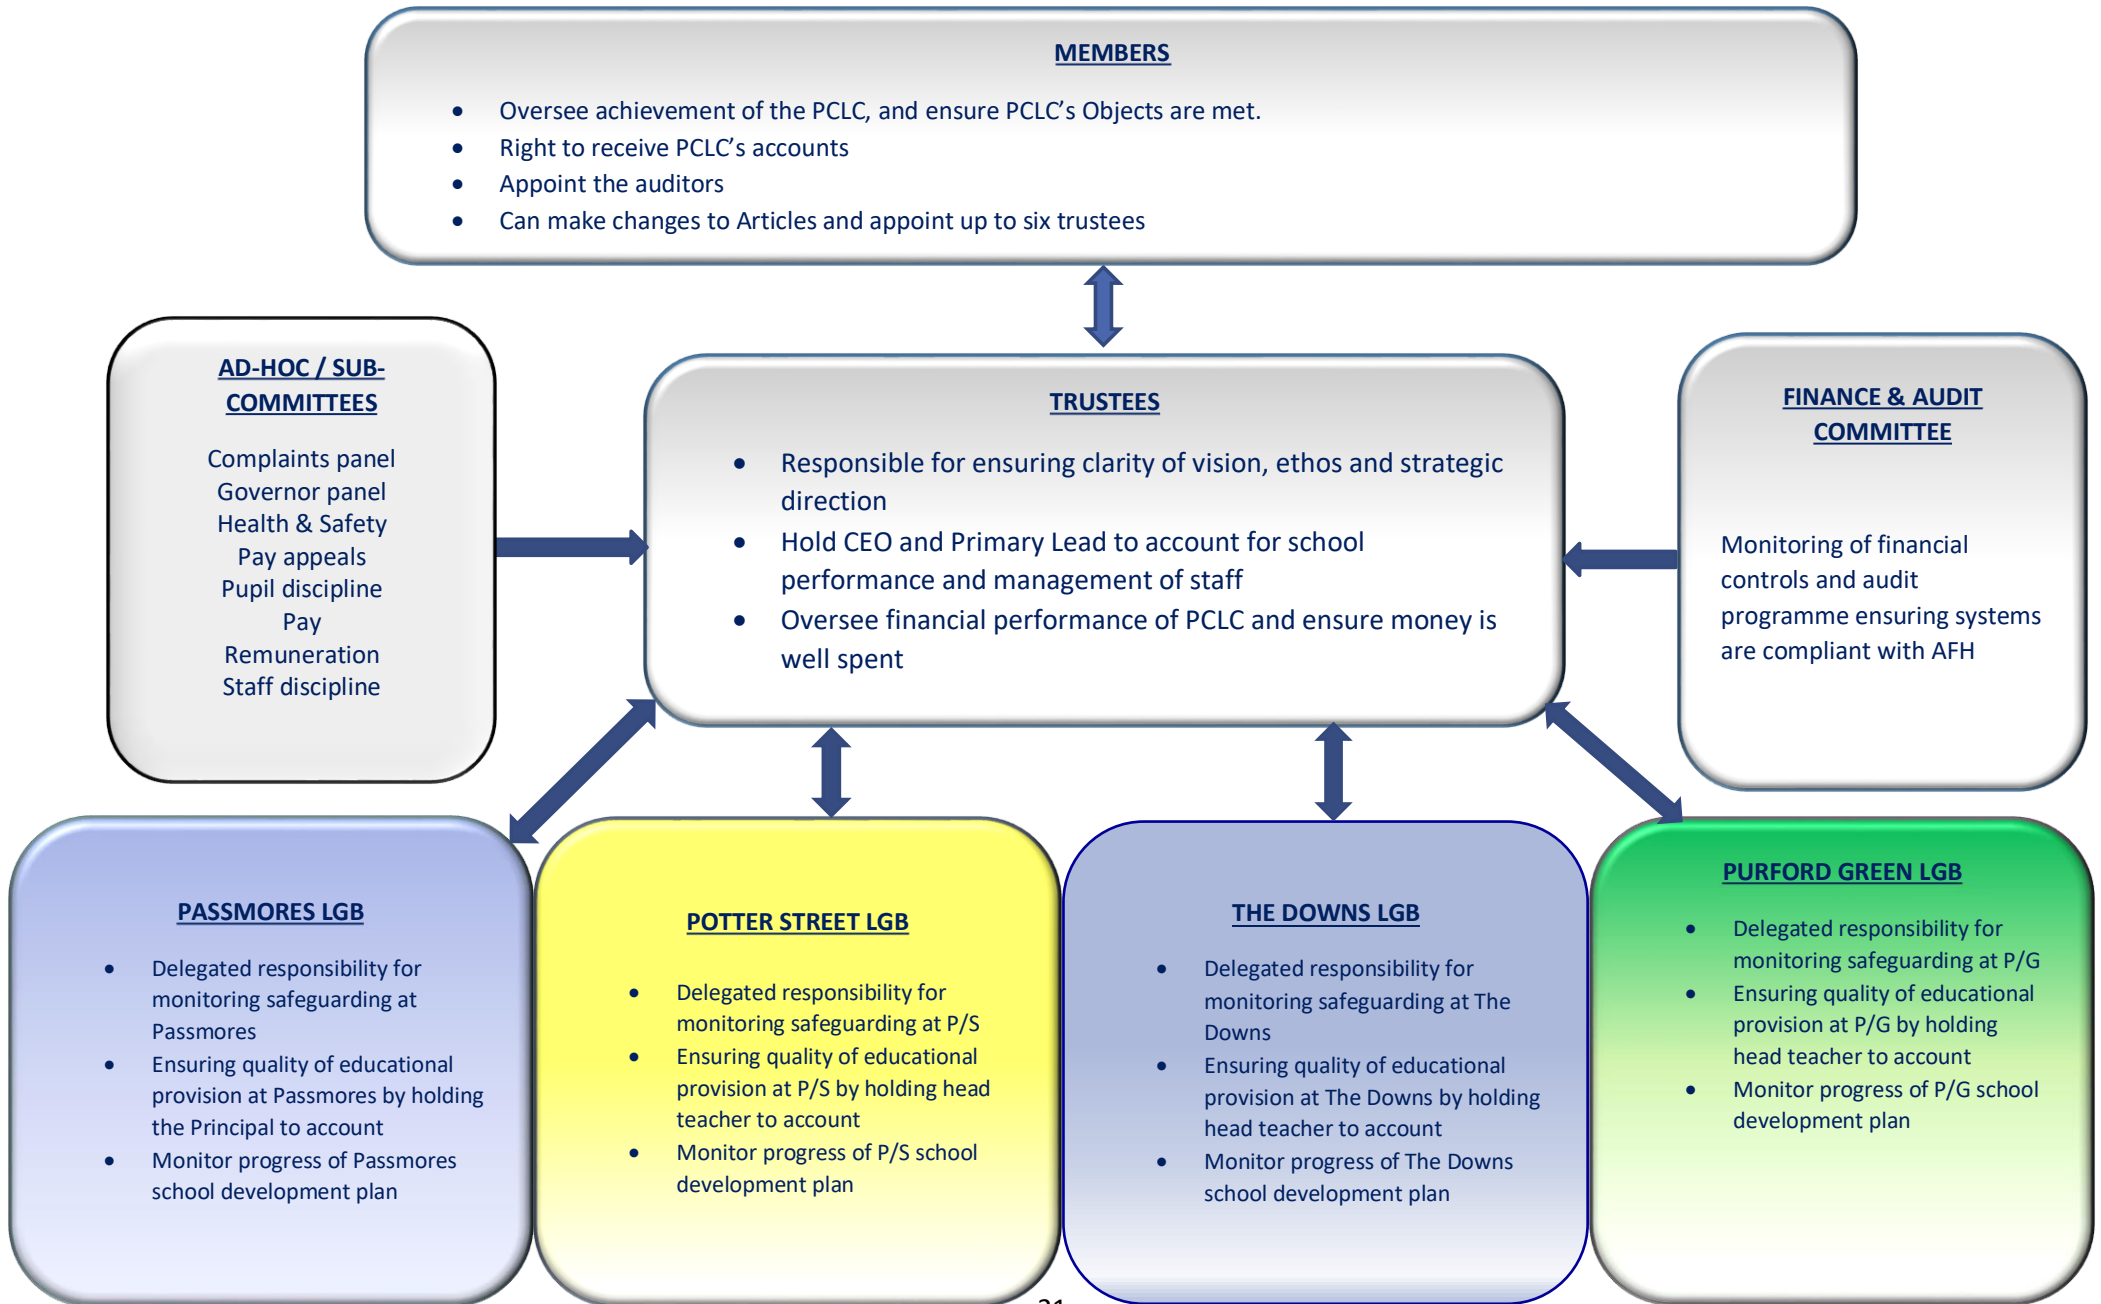 MEMBERS
• Oversee achievement of the PCLC, and ensure PCLC’s Objects are met.
• Right to receive PCLC’s accounts
• Appoint the auditors
• Can make changes to Articles and appoint up to six trustees
AD-HOC / SUB-
COMMITTEES
Complaints panel
Governor panel
Health & Safety
Pay appeals
Pupil discipline
Pay
Remuneration
Staff discipline
TRUSTEES
• Responsible for ensuring clarity of vision, ethos and strategic
direction
• Hold CEO and Primary Lead to account for school
performance and management of staff
• Oversee financial performance of PCLC and ensure money is
well spent
FINANCE & AUDIT
COMMITTEE
Monitoring of financial
controls and audit
programme ensuring systems
are compliant with AFH
PASSMORES LGB
• Delegated responsibility for
monitoring safeguarding at
Passmores
• Ensuring quality of educational
provision at Passmores by holding
the Principal to account
• Monitor progress of Passmores
school development plan
POTTER STREET LGB
• Delegated responsibility for
monitoring safeguarding at P/S
• Ensuring quality of educational
provision at P/S by holding head
teacher to account
• Monitor progress of P/S school
development plan
THE DOWNS LGB
• Delegated responsibility for
monitoring safeguarding at The
Downs
• Ensuring quality of educational
provision at The Downs by holding
head teacher to account
• Monitor progress of The Downs
school development plan
PURFORD GREEN LGB
• Delegated responsibility for
monitoring safeguarding at P/G
• Ensuring quality of educational
provision at P/G by holding
head teacher to account
• Monitor progress of P/G school
development plan